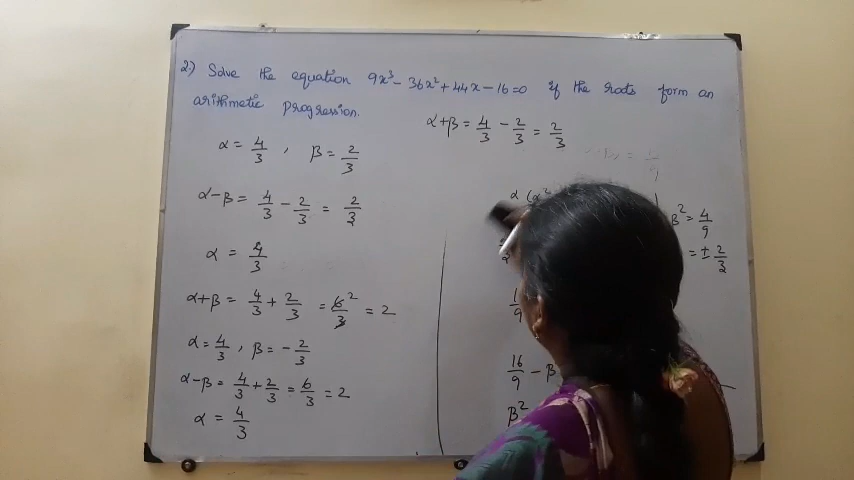 2.) Solve the equation 9x³ - 36x² + 44x - 16 = 0 if the roots form an
arithmetic progression.
α = 4/3 , β = 2/3
α-β = 4/3 - 2/3 = 2/3
α = 4/3
α+β = 4/3 + 2/3 = 6/3 2 = 2
α = 4/3 , β = - 2/3
α-β = 4/3 + 2/3 = 6/3 = 2
α = 4/3
α+β = 4/3 - 2/3 = 2/3
α (α²
β² = 4/9
= ± 2/3
16/9 - β
β²